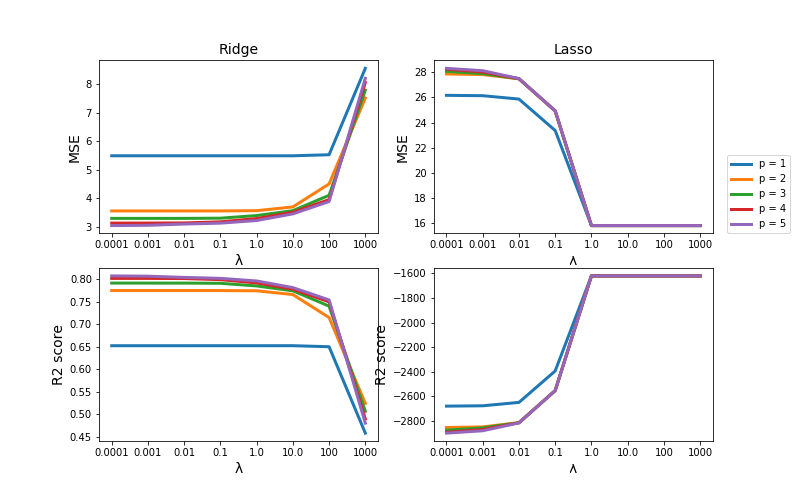 Ridge
MSE
8
7
6
5
4
3
0.0001 0.001 0.01 0.1 1.0 10.0 100 1000
λ
Lasso
MSE
28
26
24
22
20
18
16
0.0001 0.001 0.01 0.1 1.0 10.0 100 1000
λ
p = 1
p = 2
p = 3
p = 4
p = 5
R2 score
0.80
0.75
0.70
0.65
0.60
0.55
0.50
0.45
0.0001 0.001 0.01 0.1 1.0 10.0 100 1000
λ
R2 score
−1600
−1800
−2000
−2200
−2400
−2600
−2800
0.0001 0.001 0.01 0.1 1.0 10.0 100 1000
λ